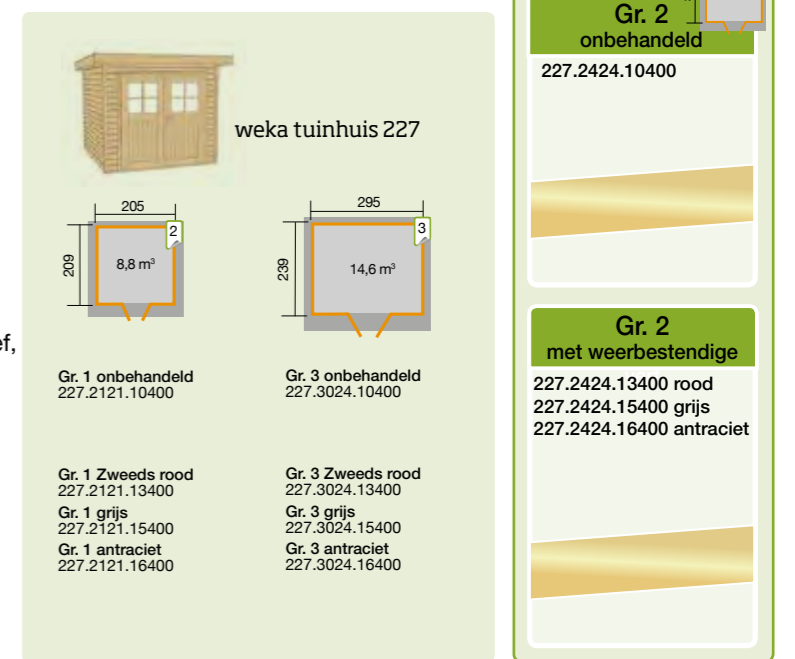 weka tuinhuis 227
205
2
209
8,8 m³
295
3
239
14,6 m³
ef,
Gr. 1 onbehandeld
227.2121.10400
Gr. 3 onbehandeld
227.3024.10400
Gr. 1 Zweeds rood
227.2121.13400
Gr. 1 grijs
227.2121.15400
Gr. 1 antraciet
227.2121.16400
Gr. 3 Zweeds rood
227.3024.13400
Gr. 3 grijs
227.3024.15400
Gr. 3 antraciet
227.3024.16400
Gr. 2
onbehandeld
227.2424.10400
Gr. 2
met weerbestendige
227.2424.13400 rood
227.2424.15400 grijs
227.2424.16400 antraciet